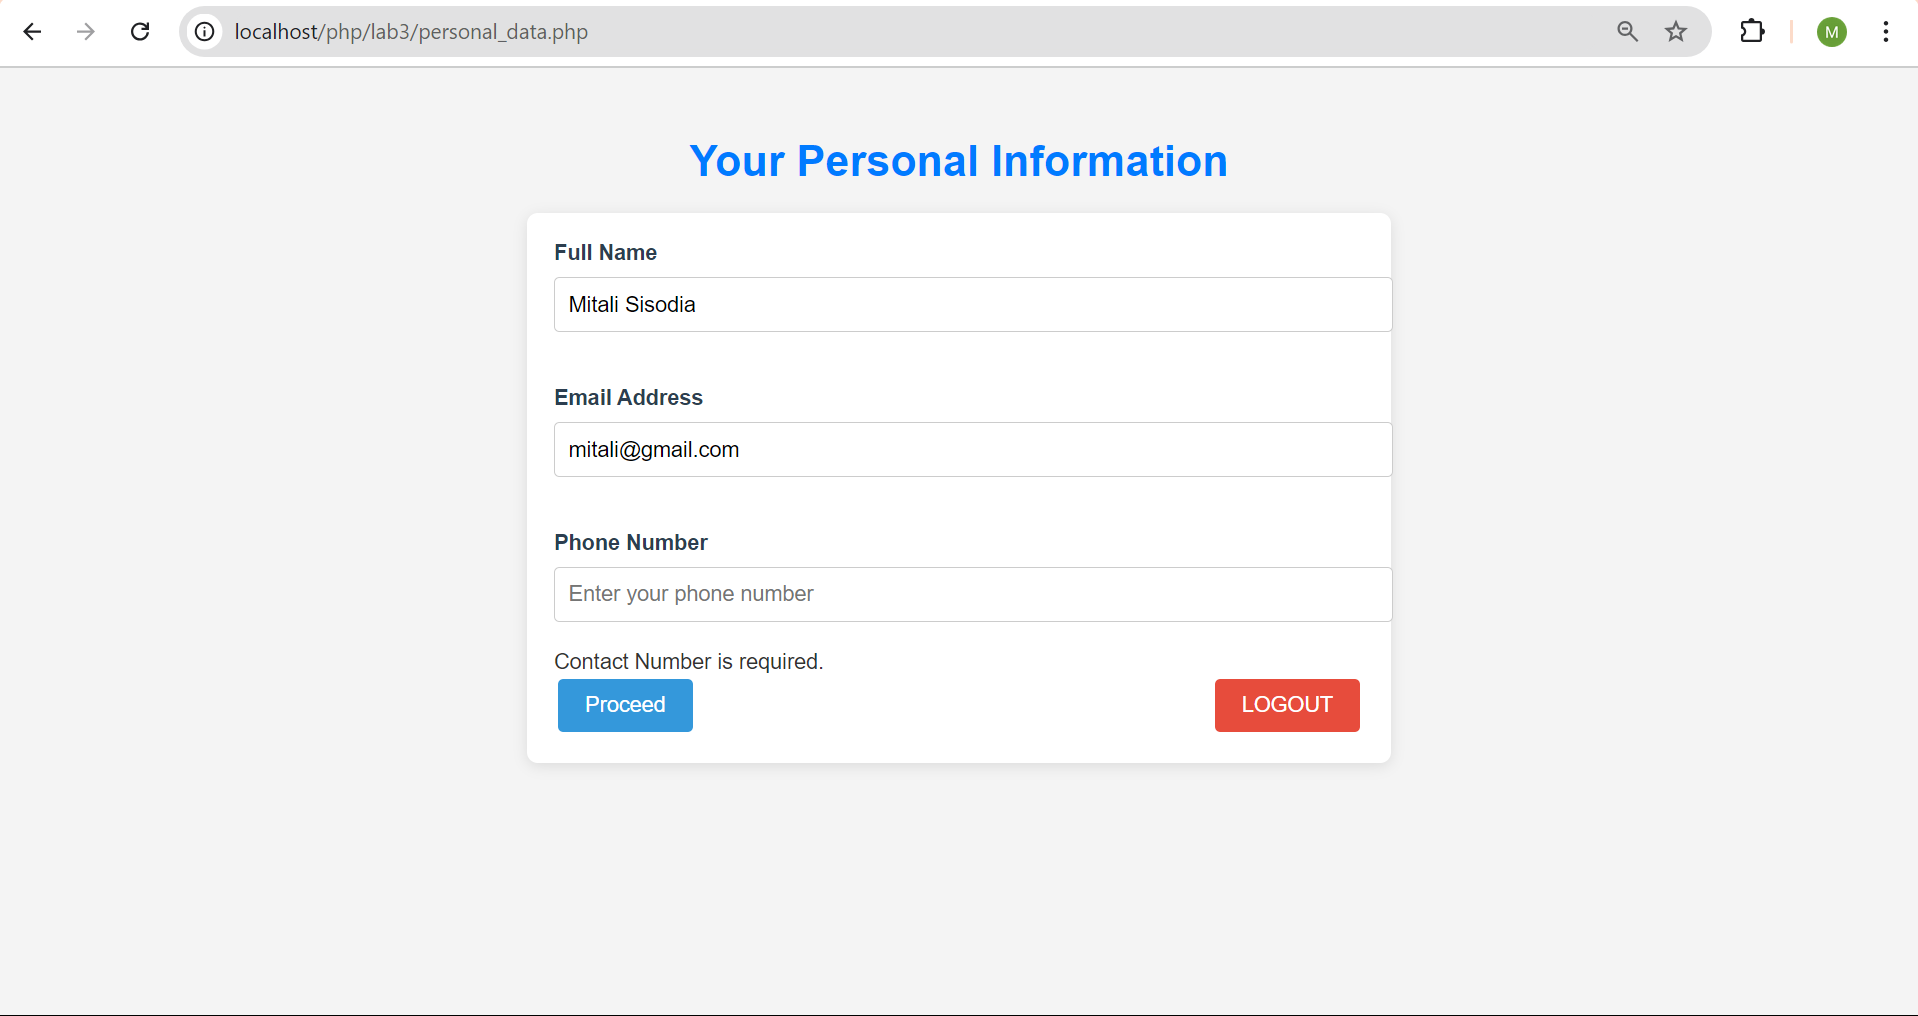 localhost/php/lab3/personal_data.php
M
Your Personal Information
Full Name
Mitali Sisodia
Email Address
mitali@gmail.com
Phone Number
Enter your phone number
Contact Number is required.
Proceed
LOGOUT